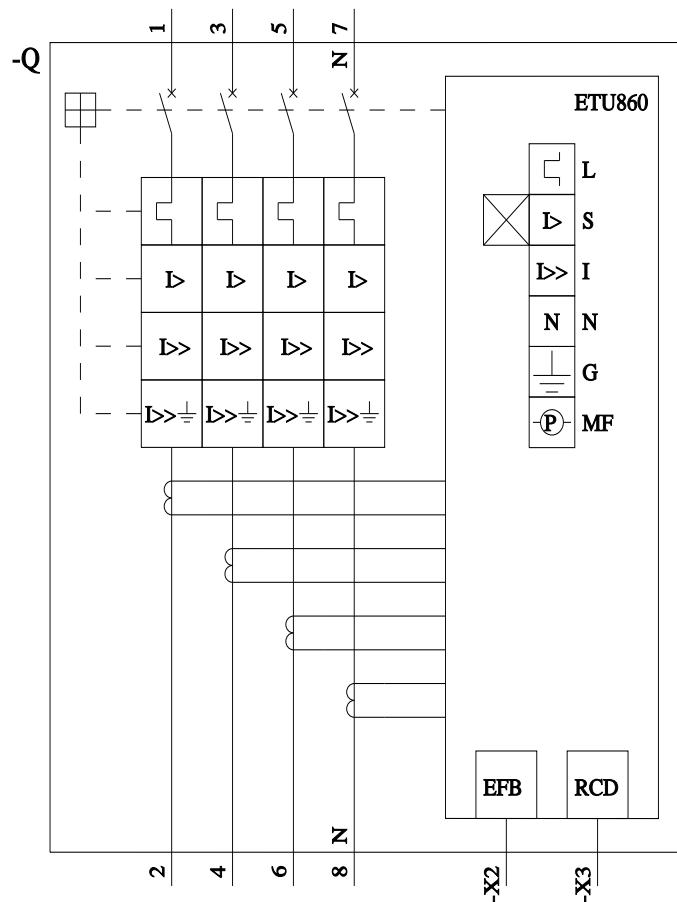 1 3 5 7
N
-Q
ETU860
L
I> S
I>> I
N N
G
P MF
I> I> I> I>
I>> I>> I>> I>>
I>> I>> I>> I>>
EFB RCD
N
2 4 6 8
-X2 -X3